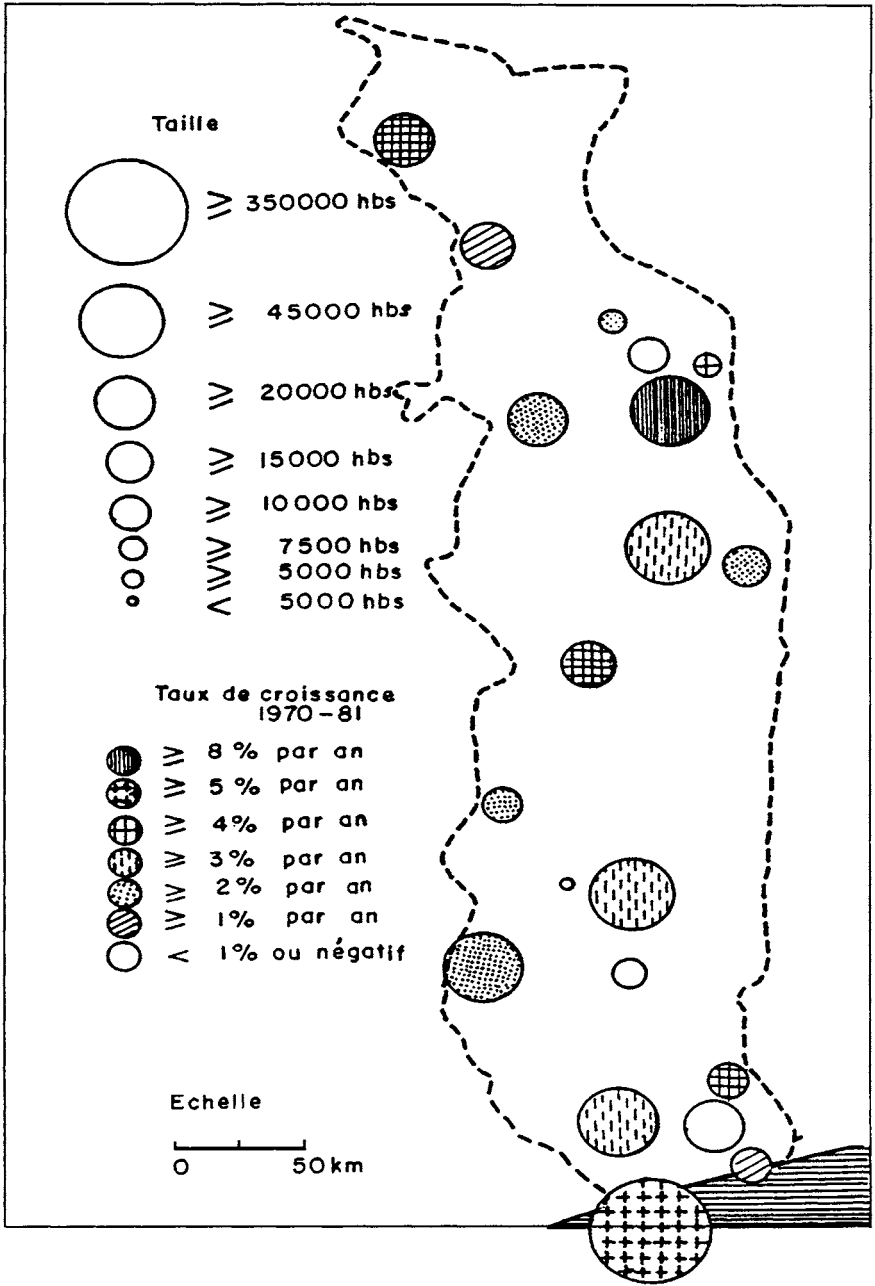 Taille
≥ 350000 hbs
≥ 45000 hbs
≥ 20000 hbs
≥ 15000 hbs
≥ 10000 hbs
≥ 7500 hbs
≥ 5000 hbs
< 5000 hbs
Taux de croissance
1970-81
≥ 8% par an
≥ 5% par an
≥ 4% par an
≥ 3% par an
≥ 2% par an
≥ 1% par an
< 1% ou négatif
Echelle
0 50km